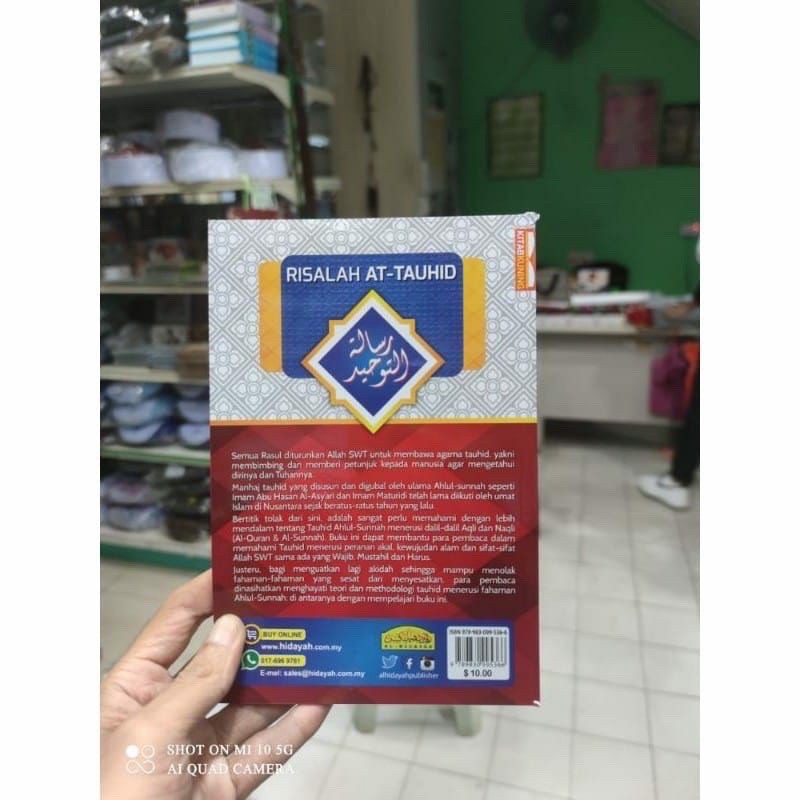 KITAB KUNING
RISALAH AT-TAUHID
رسالة
التوحيد
Semua Rasul diturunkan Allah SWT untuk membawa agama tauhid, yakni
membimbing dan memberi petunjuk kepada manusia agar mengetahui
dirinya dan Tuhannya.
Manhaj tauhid yang disusun dan digubal oleh ulama Ahlul-sunnah seperti
Imam Abu Hasan Al-Asy'ari dan Imam Maturidi telah lama diikuti oleh umat
Islam di Nusantara sejak beratus-ratus tahun yang lalu.
Bertitik tolak dari sini, adalah sangat perlu memahami dengan lebih
mendalam tentang Tauhid Ahlul-Sunnah menerusi dalil-dalil Aqli dan Naqli
(Al-Quran & Al-Sunnah). Buku ini dapat membantu para pembaca dalam
memahami Tauhid menerusi peranan akal, kewujudan alam dan sifat-sifat
Allah SWT sama ada yang Wajib, Mustahil dan Harus.
Justeru, bagi menguatkan lagi akidah sehingga mampu menolak
fahaman-fahaman yang sesat dan menyesatkan, para pembaca
dinasihatkan menghayati teori dan methodologi tauhid menerusi fahaman
Ahlul-Sunnah; di antaranya dengan mempelajari buku ini.
BUY ONLINE
www.hidayah.com.my
017-696 9761
E-mel: sales@hidayah.com.my
AL-HIDAYAH
alhidayahpublisher
$ 10.00
SHOT ON MI 10 5G
AI QUAD CAMERA